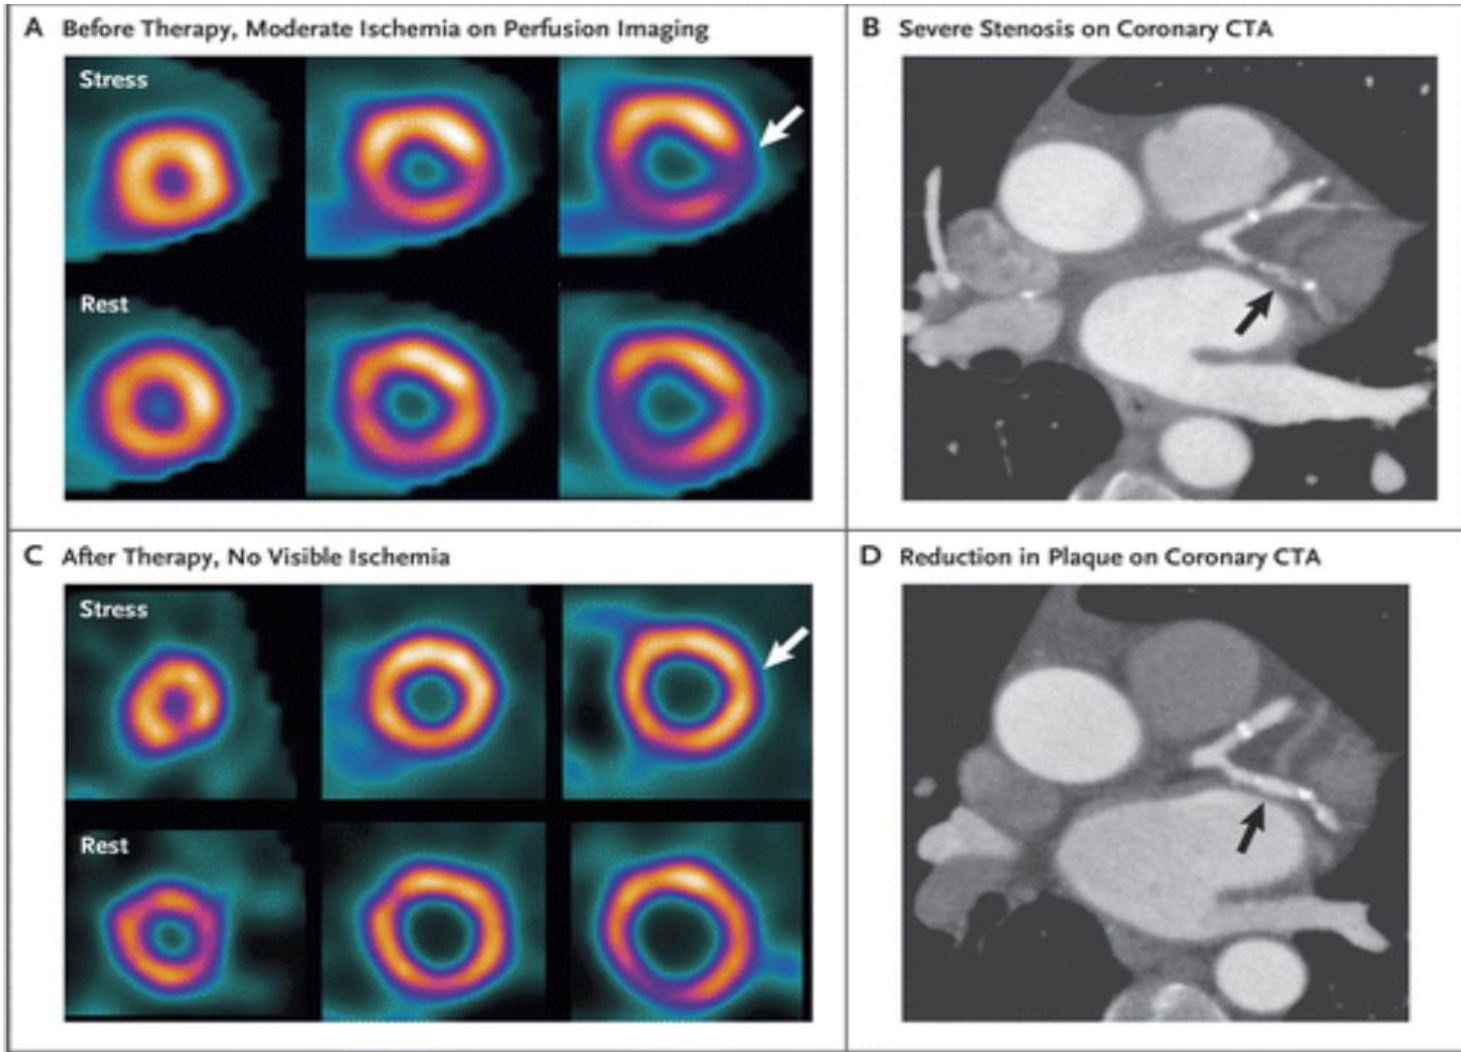 A Before Therapy, Moderate Ischemia on Perfusion Imaging
Stress
Rest
B Severe Stenosis on Coronary CTA
C After Therapy, No Visible Ischemia
Stress
Rest
D Reduction in Plaque on Coronary CTA